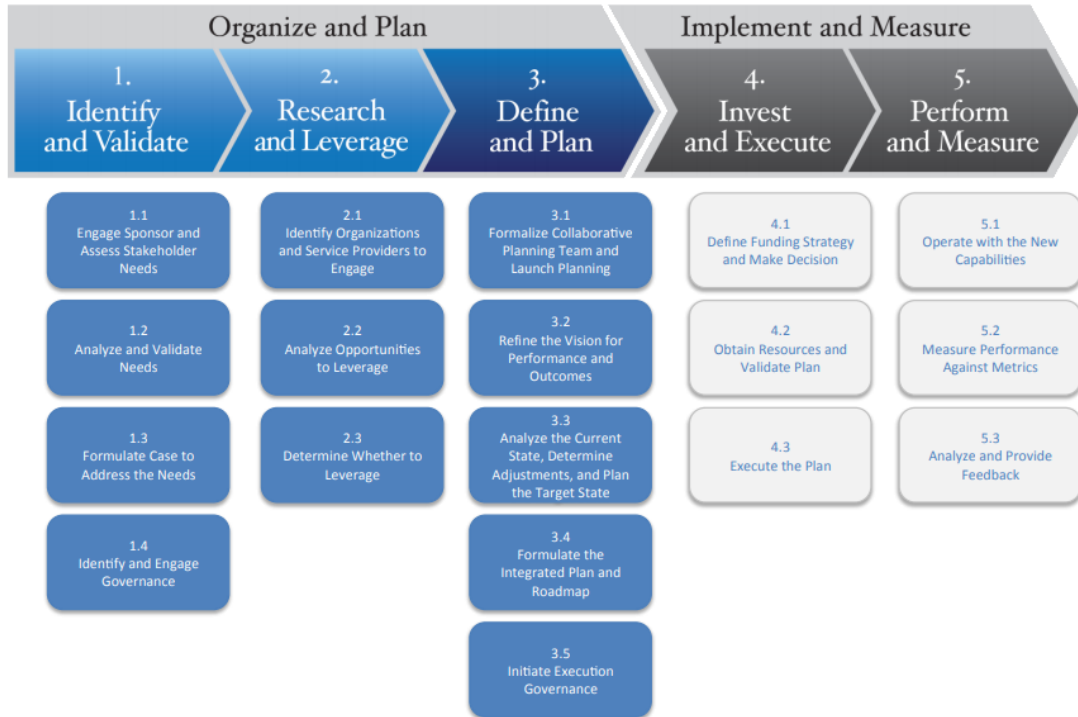 Organize and Plan
Implement and Measure
1.
Identify
and Validate
2.
Research
and Leverage
3.
Define
and Plan
4.
Invest
and Execute
5.
Perform
and Measure
1.1
Engage Sponsor and
Assess Stakeholder
Needs
1.2
Analyze and Validate
Needs
1.3
Formulate Case to
Address the Needs
1.4
Identify and Engage
Governance
2.1
Identify Organizations
and Service Providers to
Engage
2.2
Analyze Opportunities
to Leverage
2.3
Determine Whether to
Leverage
3.1
Formalize Collaborative
Planning Team and
Launch Planning
3.2
Refine the Vision for
Performance and
Outcomes
3.3
Analyze the Current
State, Determine
Adjustments, and Plan
the Target State
3.4
Formulate the
Integrated Plan and
Roadmap
3.5
Initiate Execution
Governance
4.1
Define Funding Strategy
and Make Decision
4.2
Obtain Resources and
Validate Plan
4.3
Execute the Plan
5.1
Operate with the New
Capabilities
5.2
Measure Performance
Against Metrics
5.3
Analyze and Provide
Feedback